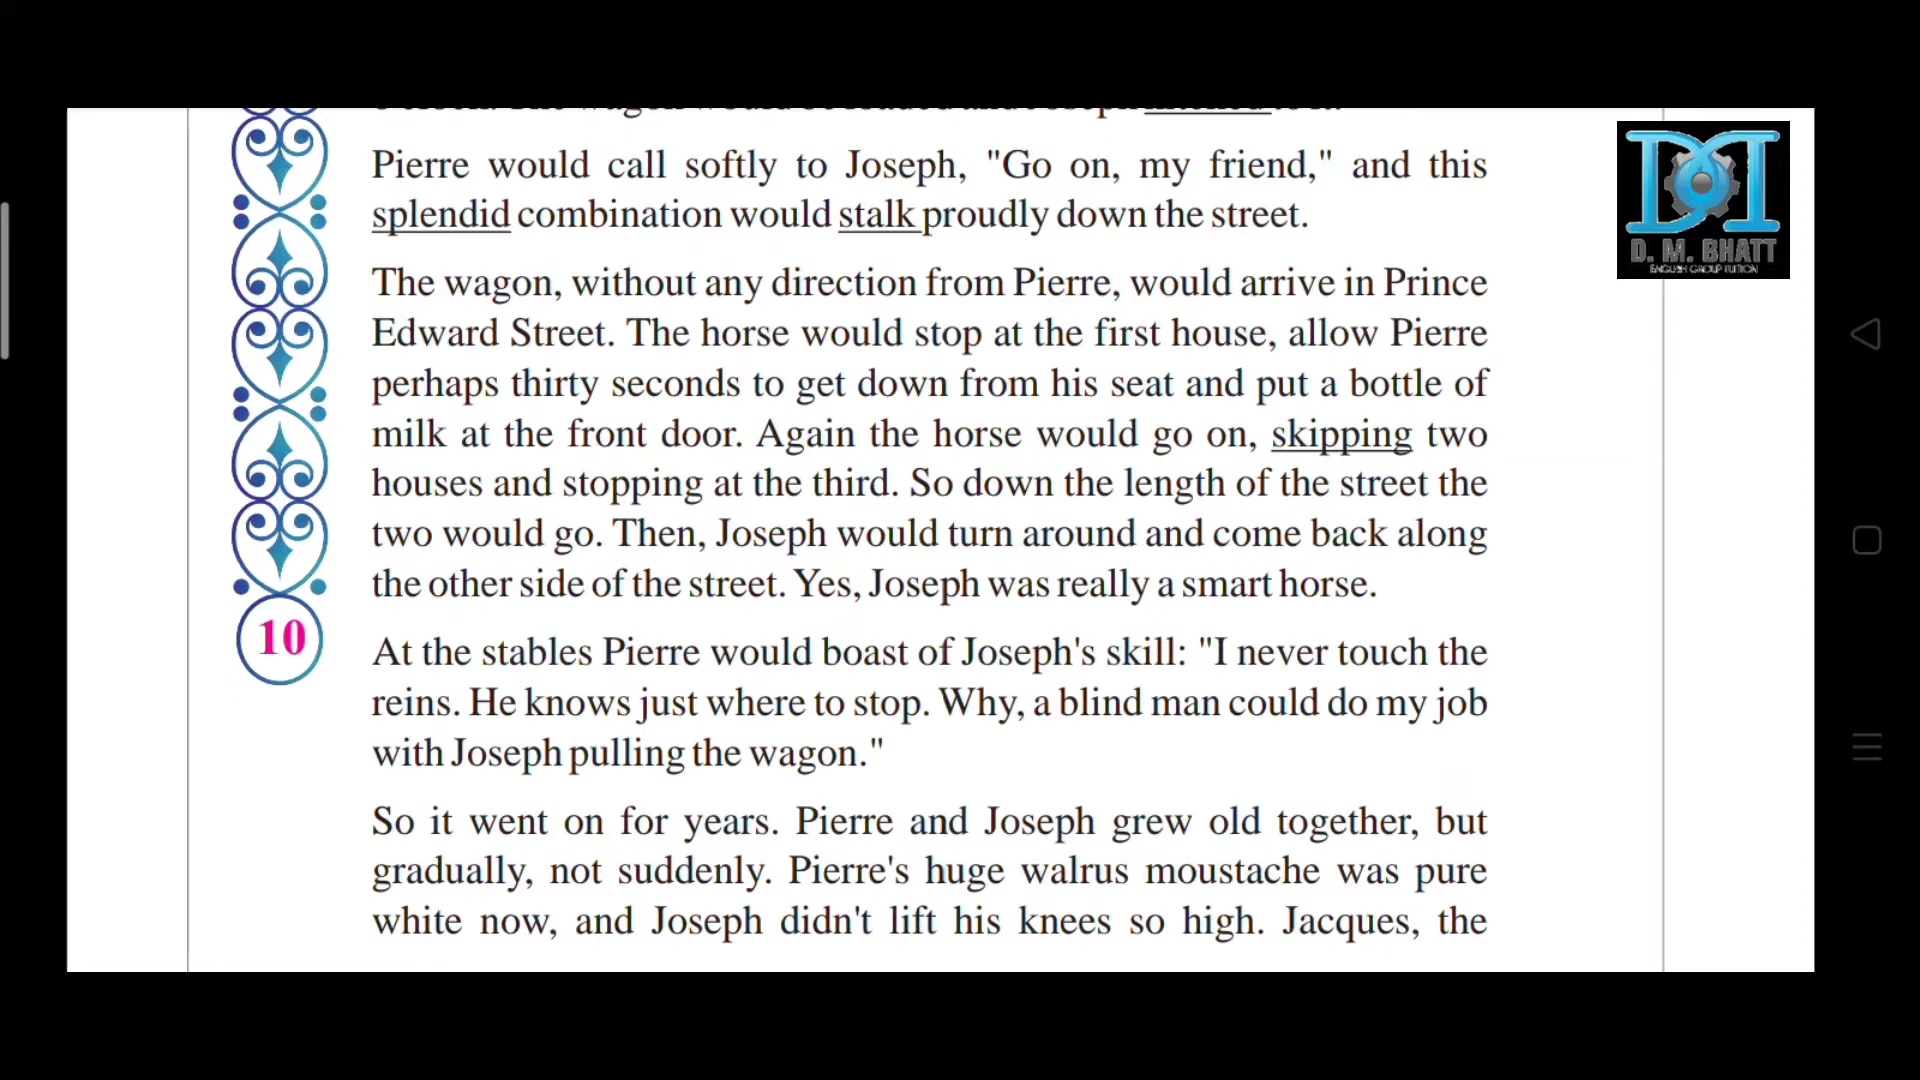 Pierre would call softly to Joseph, "Go on, my friend," and this
splendid combination would stalk proudly down the street.
The wagon, without any direction from Pierre, would arrive in Prince
Edward Street. The horse would stop at the first house, allow Pierre
perhaps thirty seconds to get down from his seat and put a bottle of
milk at the front door. Again the horse would go on, skipping two
houses and stopping at the third. So down the length of the street the
two would go. Then, Joseph would turn around and come back along
the other side of the street. Yes, Joseph was really a smart horse.
10
At the stables Pierre would boast of Joseph's skill: "I never touch the
reins. He knows just where to stop. Why, a blind man could do my job
with Joseph pulling the wagon."
So it went on for years. Pierre and Joseph grew old together, but
gradually, not suddenly. Pierre's huge walrus moustache was pure
white now, and Joseph didn't lift his knees so high. Jacques, the
D. M. BHATT
ENGLISH GROUP TUITION